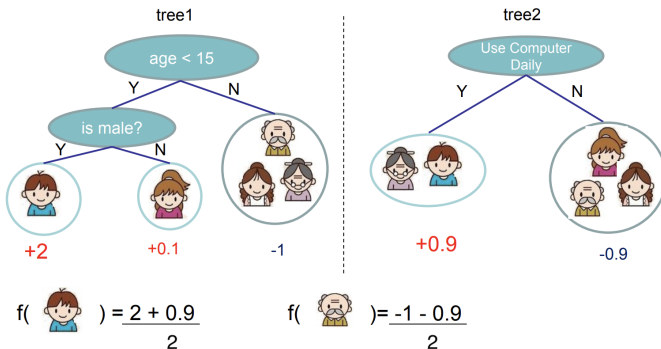 tree1
tree2
age < 15
Use Computer
Daily
Y
N
Y
N
is male?
Y
N
+2
+0.1
-1
+0.9
-0.9
f( ) = 2 + 0.9
2
f( )= -1 - 0.9
2